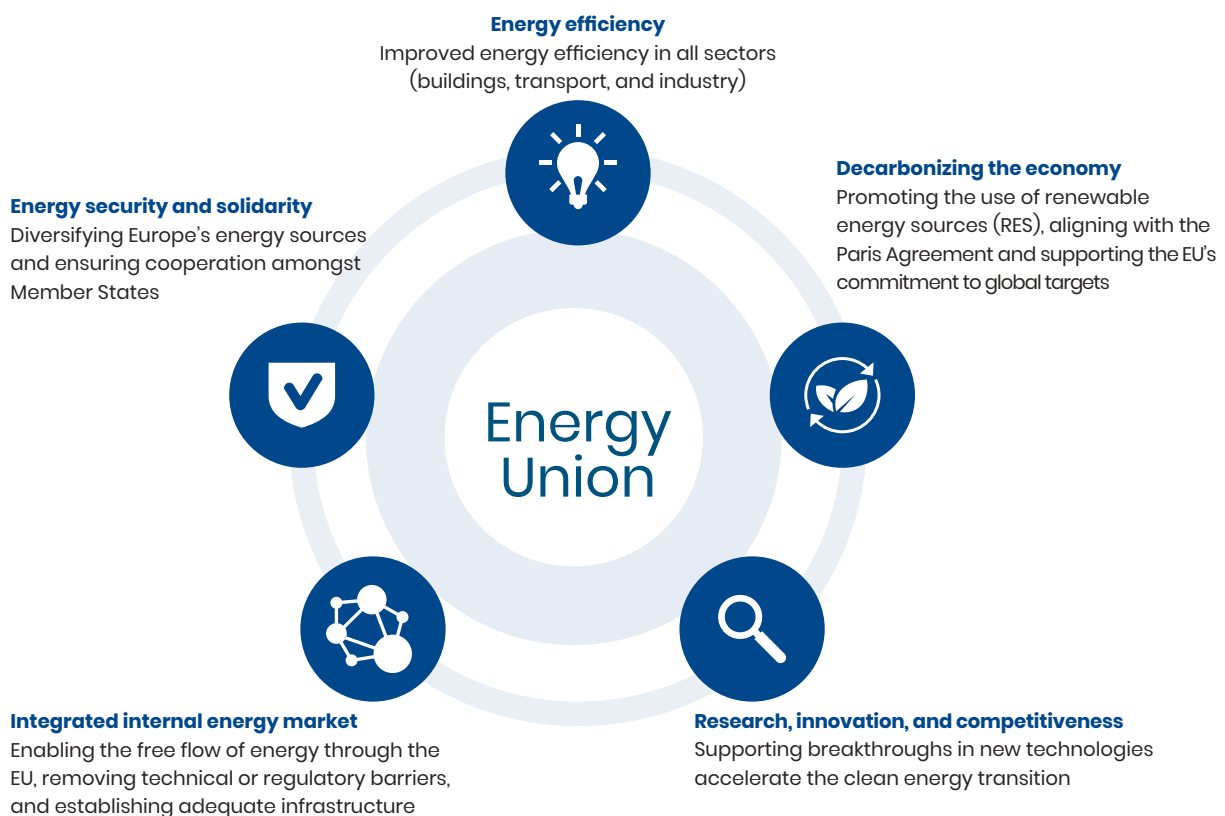 Energy efficiency
Improved energy efficiency in all sectors
(buildings, transport, and industry)
Decarbonizing the economy
Promoting the use of renewable
energy sources (RES), aligning with the
Paris Agreement and supporting the EU’s
commitment to global targets
Energy security and solidarity
Diversifying Europe’s energy sources
and ensuring cooperation amongst
Member States
Energy
Union
Integrated internal energy market
Enabling the free flow of energy through the
EU, removing technical or regulatory barriers,
and establishing adequate infrastructure
Research, innovation, and competitiveness
Supporting breakthroughs in new technologies
accelerate the clean energy transition